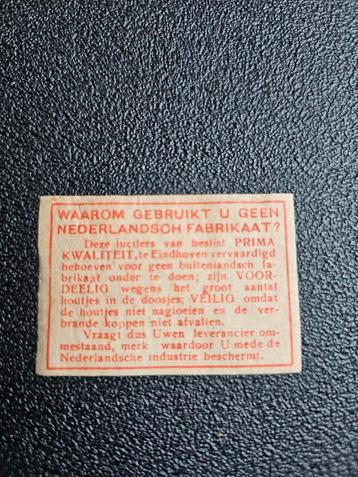 WAAROM GEBRUIKT U GEEN
NEDERLANDSCH FABRIKAAT?
Deze lucifers van beslist PRIMA
KWALITEIT, te Eindhoven vervaardigd
behoeven voor geen buitenlandsch fa-
brikaat onder te doen; zijn VOOR-
DEELIG wegens het groot aantal
houtjes in de doosjes; VEILIG omdat
de houtjes niet nagloeien en de ver-
brande koppen niet afvallen.
Vraagt dus Uwen leverancier om-
mestaand, merk waardoor U mede de
Nederlandsche industrie beschermt.